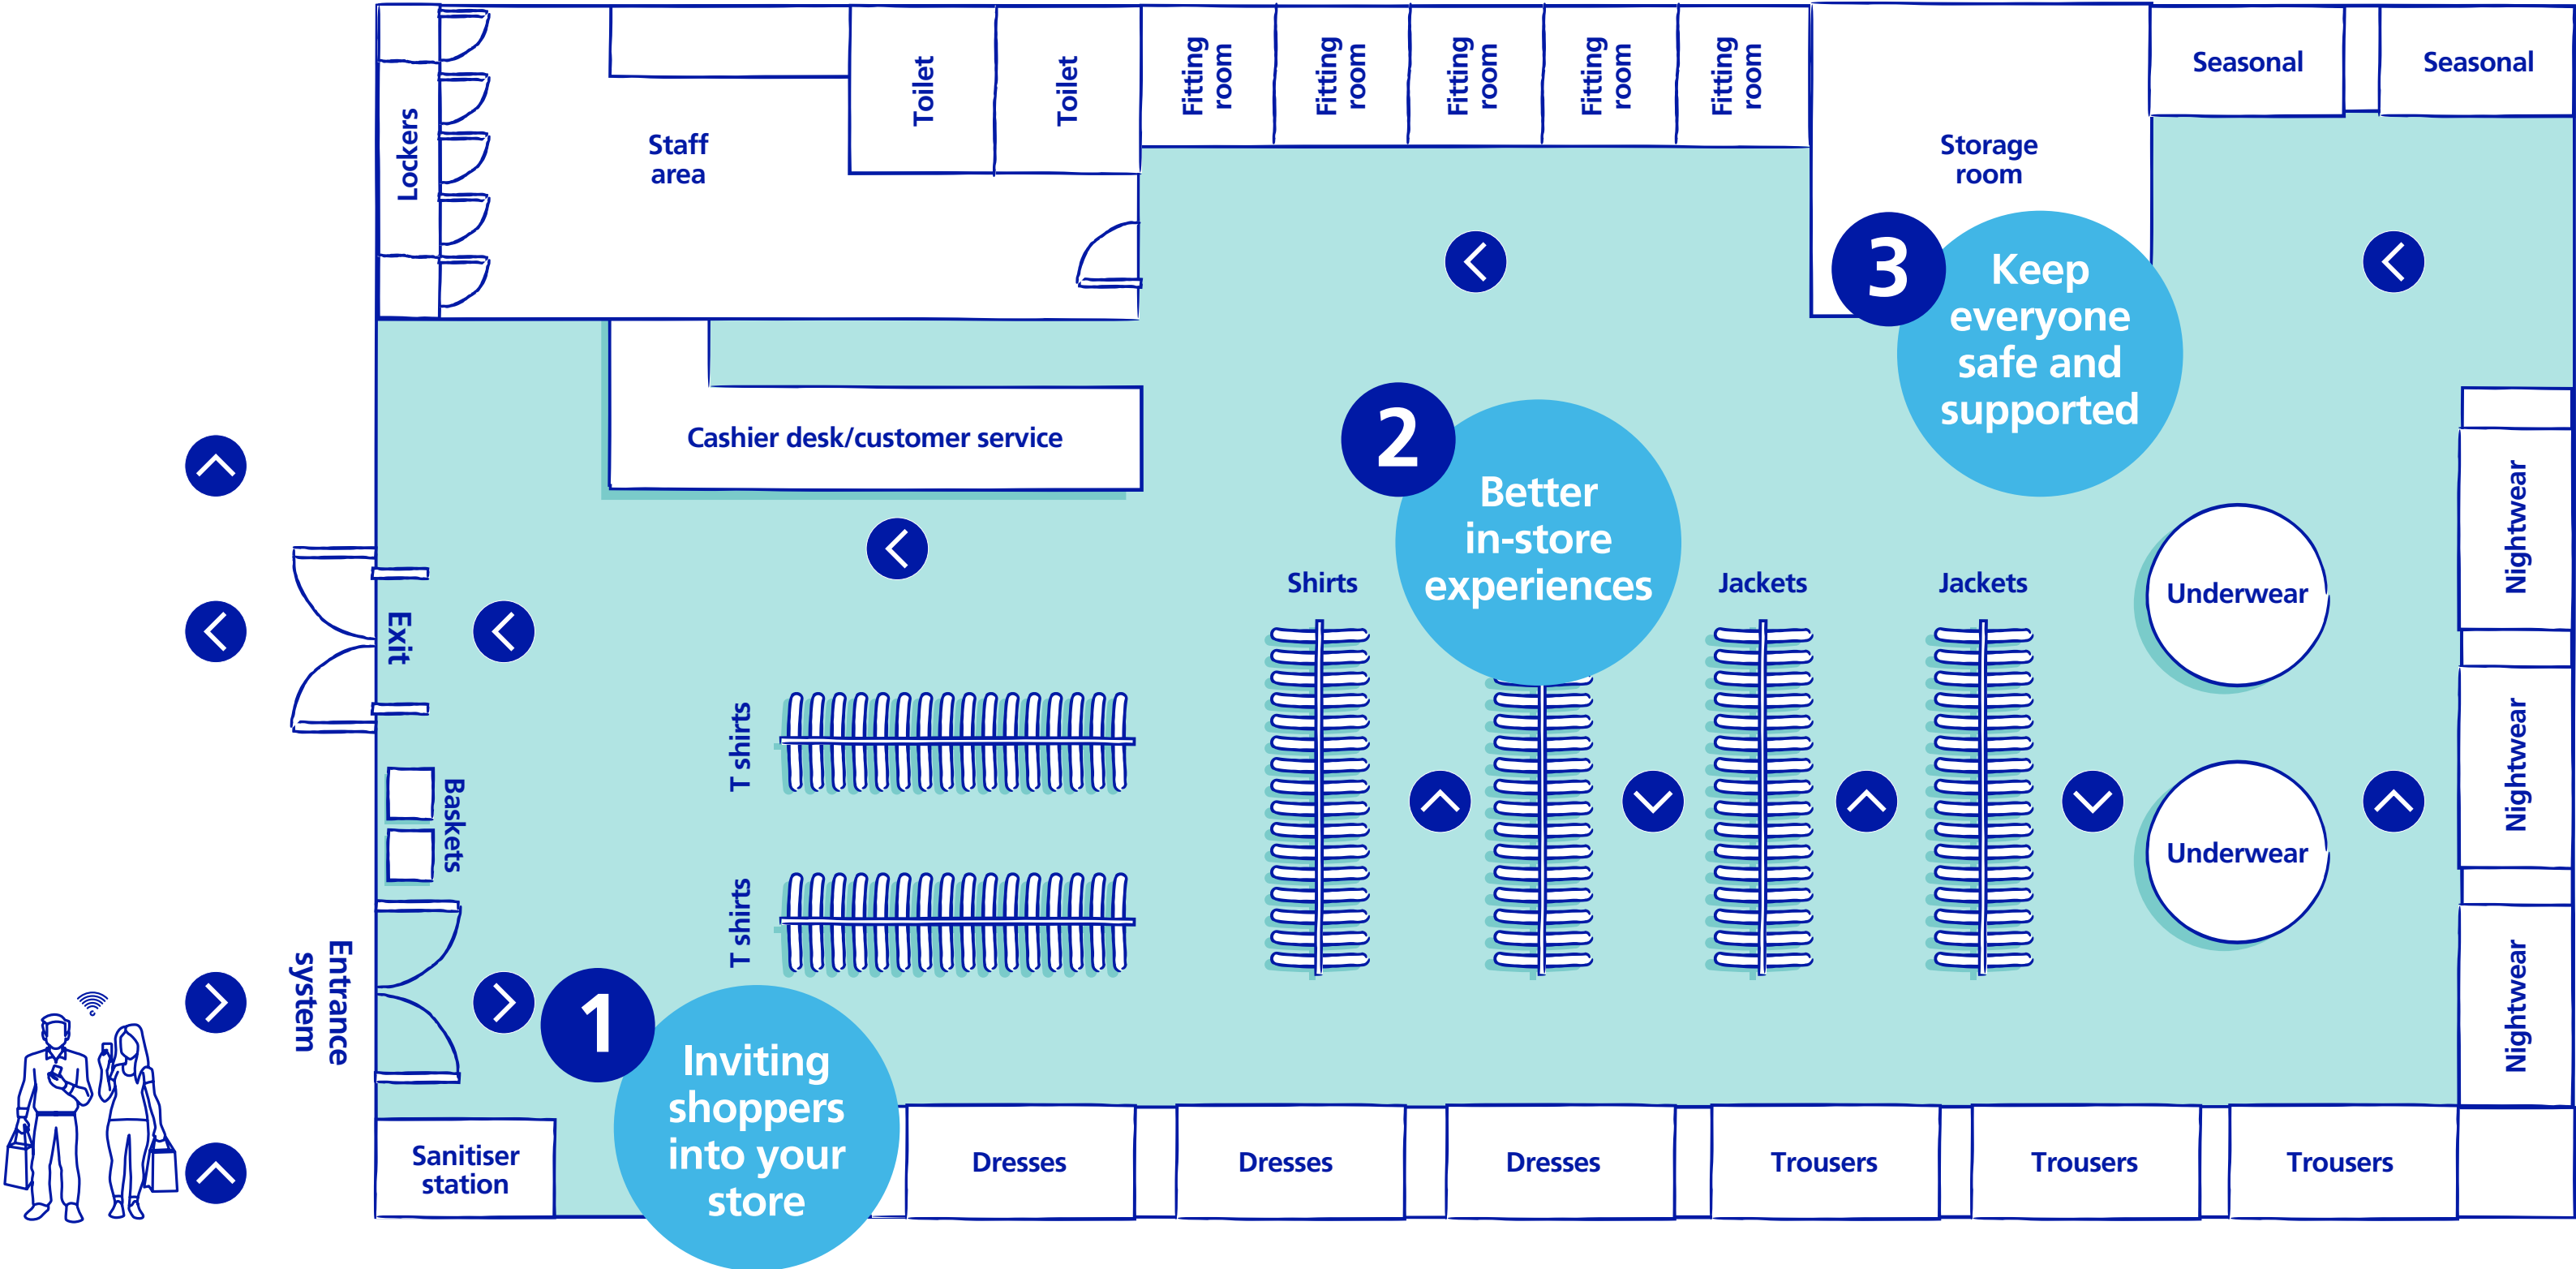 Lockers
Staff
area
Toilet
Toilet
Fitting
room
Fitting
room
Fitting
room
Fitting
room
Fitting
room
Storage
room
Seasonal
Seasonal
3
Keep
everyone
safe and
supported
Cashier desk/customer service
2
Better
in-store
experiences
Shirts
Jackets
Jackets
Underwear
Underwear
Nightwear
Nightwear
Nightwear
Exit
Baskets
T shirts
T shirts
Entrance
system
1
Inviting
shoppers
into your
store
Sanitiser
station
Dresses
Dresses
Dresses
Trousers
Trousers
Trousers